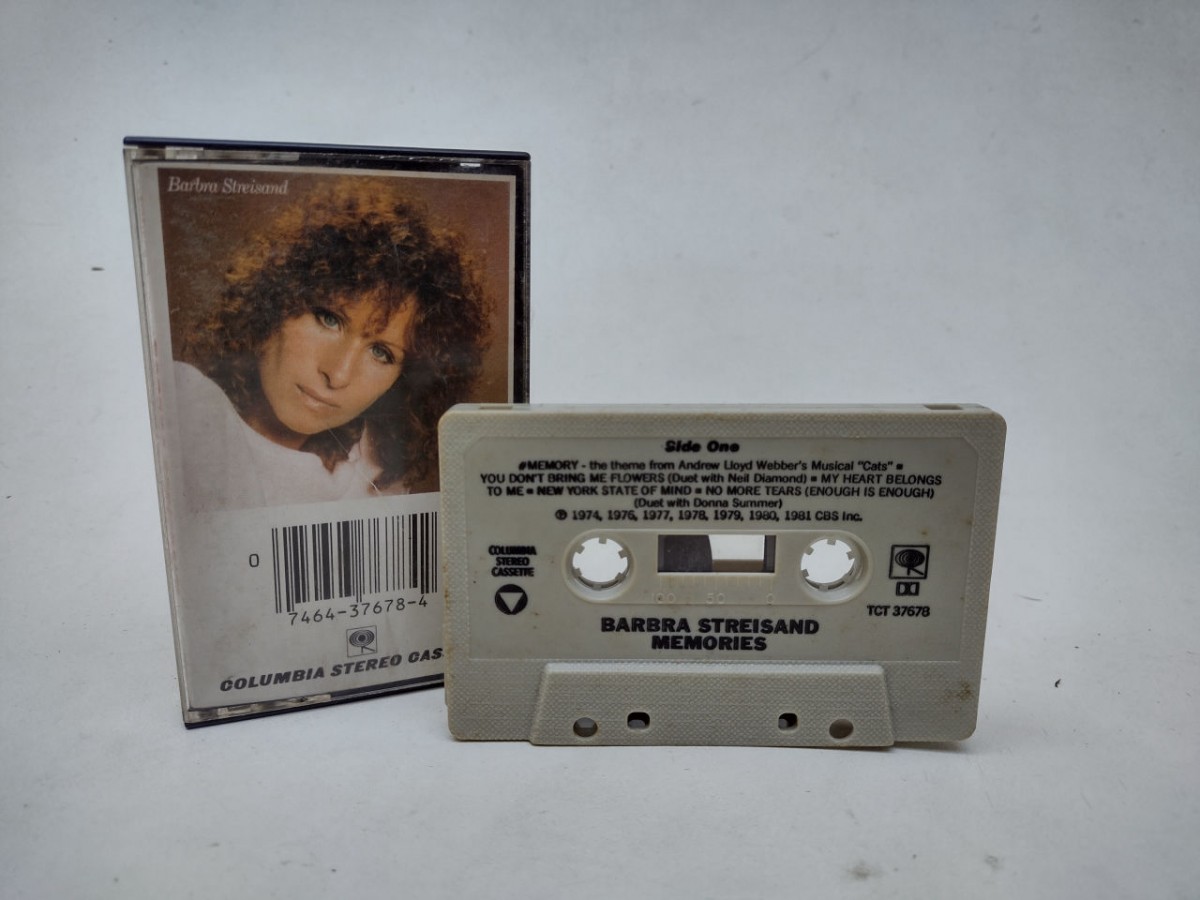 Barbra Streisand
0
7464-37678-4
COLUMBIA STEREO CAS
Side One
#MEMORY - the theme from Andrew Lloyd Webber's Musical "Cats" ■
YOU DON'T BRING ME FLOWERS (Duet with Neil Diamond) ■ MY HEART BELONGS
TO ME ■ NEW YORK STATE OF MIND ■ NO MORE TEARS (ENOUGH IS ENOUGH)
(Duet with Donna Summer)
℗ 1974, 1976, 1977, 1978, 1979, 1980, 1981 CBS Inc.
COLUMBIA
STEREO
CASSETTE
100 50 0
TCT 37678
BARBRA STREISAND
MEMORIES